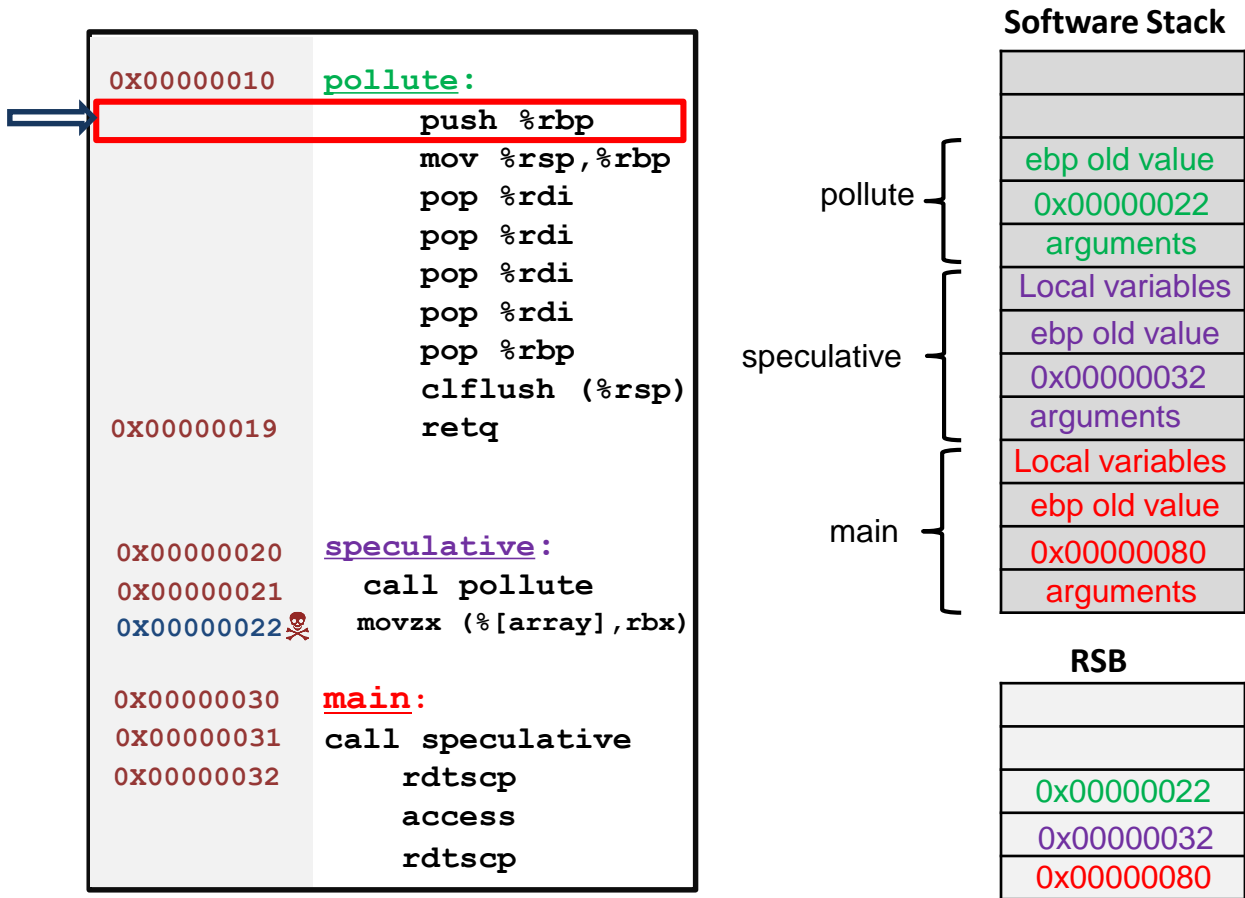 0X00000010 pollute:
push %rbp
mov %rsp,%rbp
pop %rdi
pop %rdi
pop %rdi
pop %rdi
pop %rbp
clflush (%rsp)
0X00000019 retq
0X00000020 speculative:
0X00000021 call pollute
0X00000022 movzx (%[array],rbx)
0X00000030 main:
0X00000031 call speculative
0X00000032 rdtscp
access
rdtscp
Software Stack
pollute
ebp old value
0x00000022
arguments
speculative
Local variables
ebp old value
0x00000032
arguments
main
Local variables
ebp old value
0x00000080
arguments
RSB
0x00000022
0x00000032
0x00000080